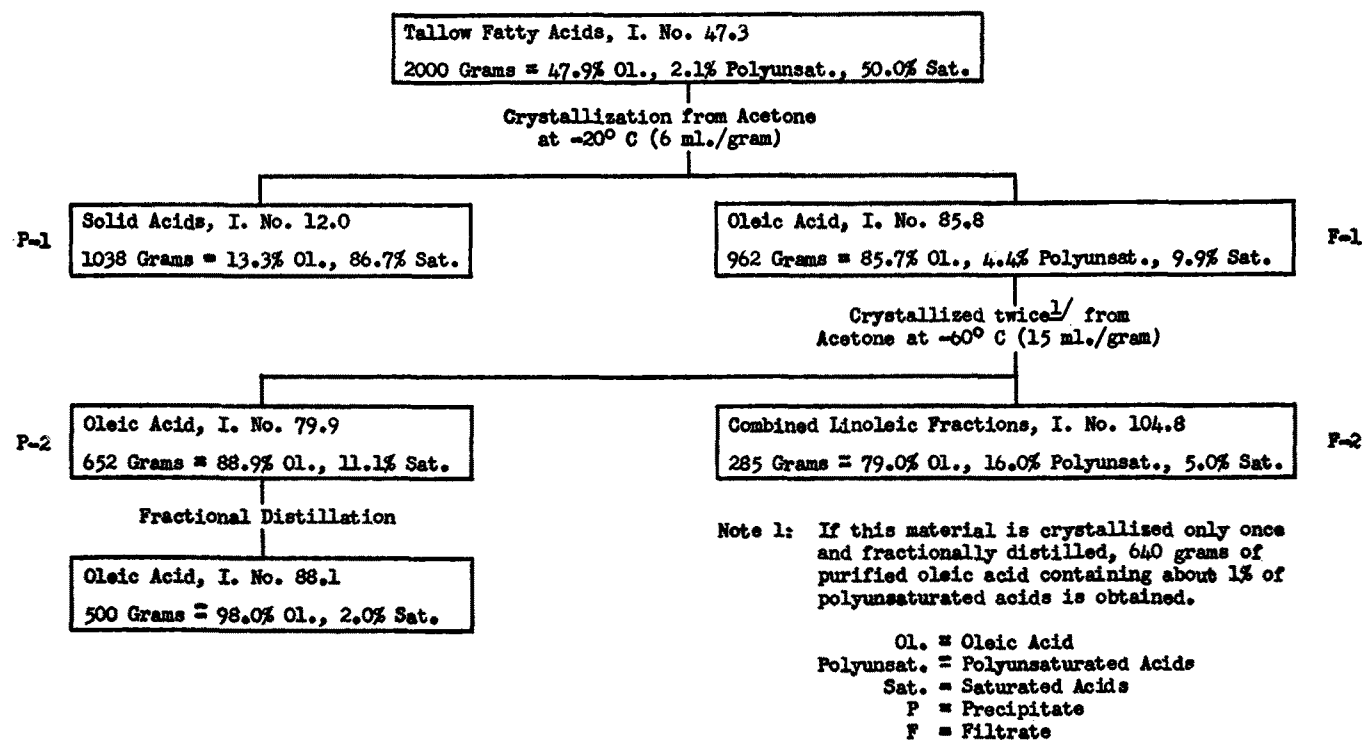 Tallow Fatty Acids, I. No. 47.3
2000 Grams = 47.9% Ol., 2.1% Polyunsat., 50.0% Sat.
Crystallization from Acetone
at -20° C (6 ml./gram)
P-1
Solid Acids, I. No. 12.0
1038 Grams = 13.3% Ol., 86.7% Sat.
Oleic Acid, I. No. 85.8
962 Grams = 85.7% Ol., 4.4% Polyunsat., 9.9% Sat.
F-1
Crystallized twice1/ from
Acetone at -60° C (15 ml./gram)
P-2
Oleic Acid, I. No. 79.9
652 Grams = 88.9% Ol., 11.1% Sat.
Combined Linoleic Fractions, I. No. 104.8
285 Grams = 79.0% Ol., 16.0% Polyunsat., 5.0% Sat.
F-2
Fractional Distillation
Oleic Acid, I. No. 88.1
500 Grams = 98.0% Ol., 2.0% Sat.
Note 1: If this material is crystallized only once
and fractionally distilled, 640 grams of
purified oleic acid containing about 1% of
polyunsaturated acids is obtained.
Ol. = Oleic Acid
Polyunsat. = Polyunsaturated Acids
Sat. = Saturated Acids
P = Precipitate
F = Filtrate